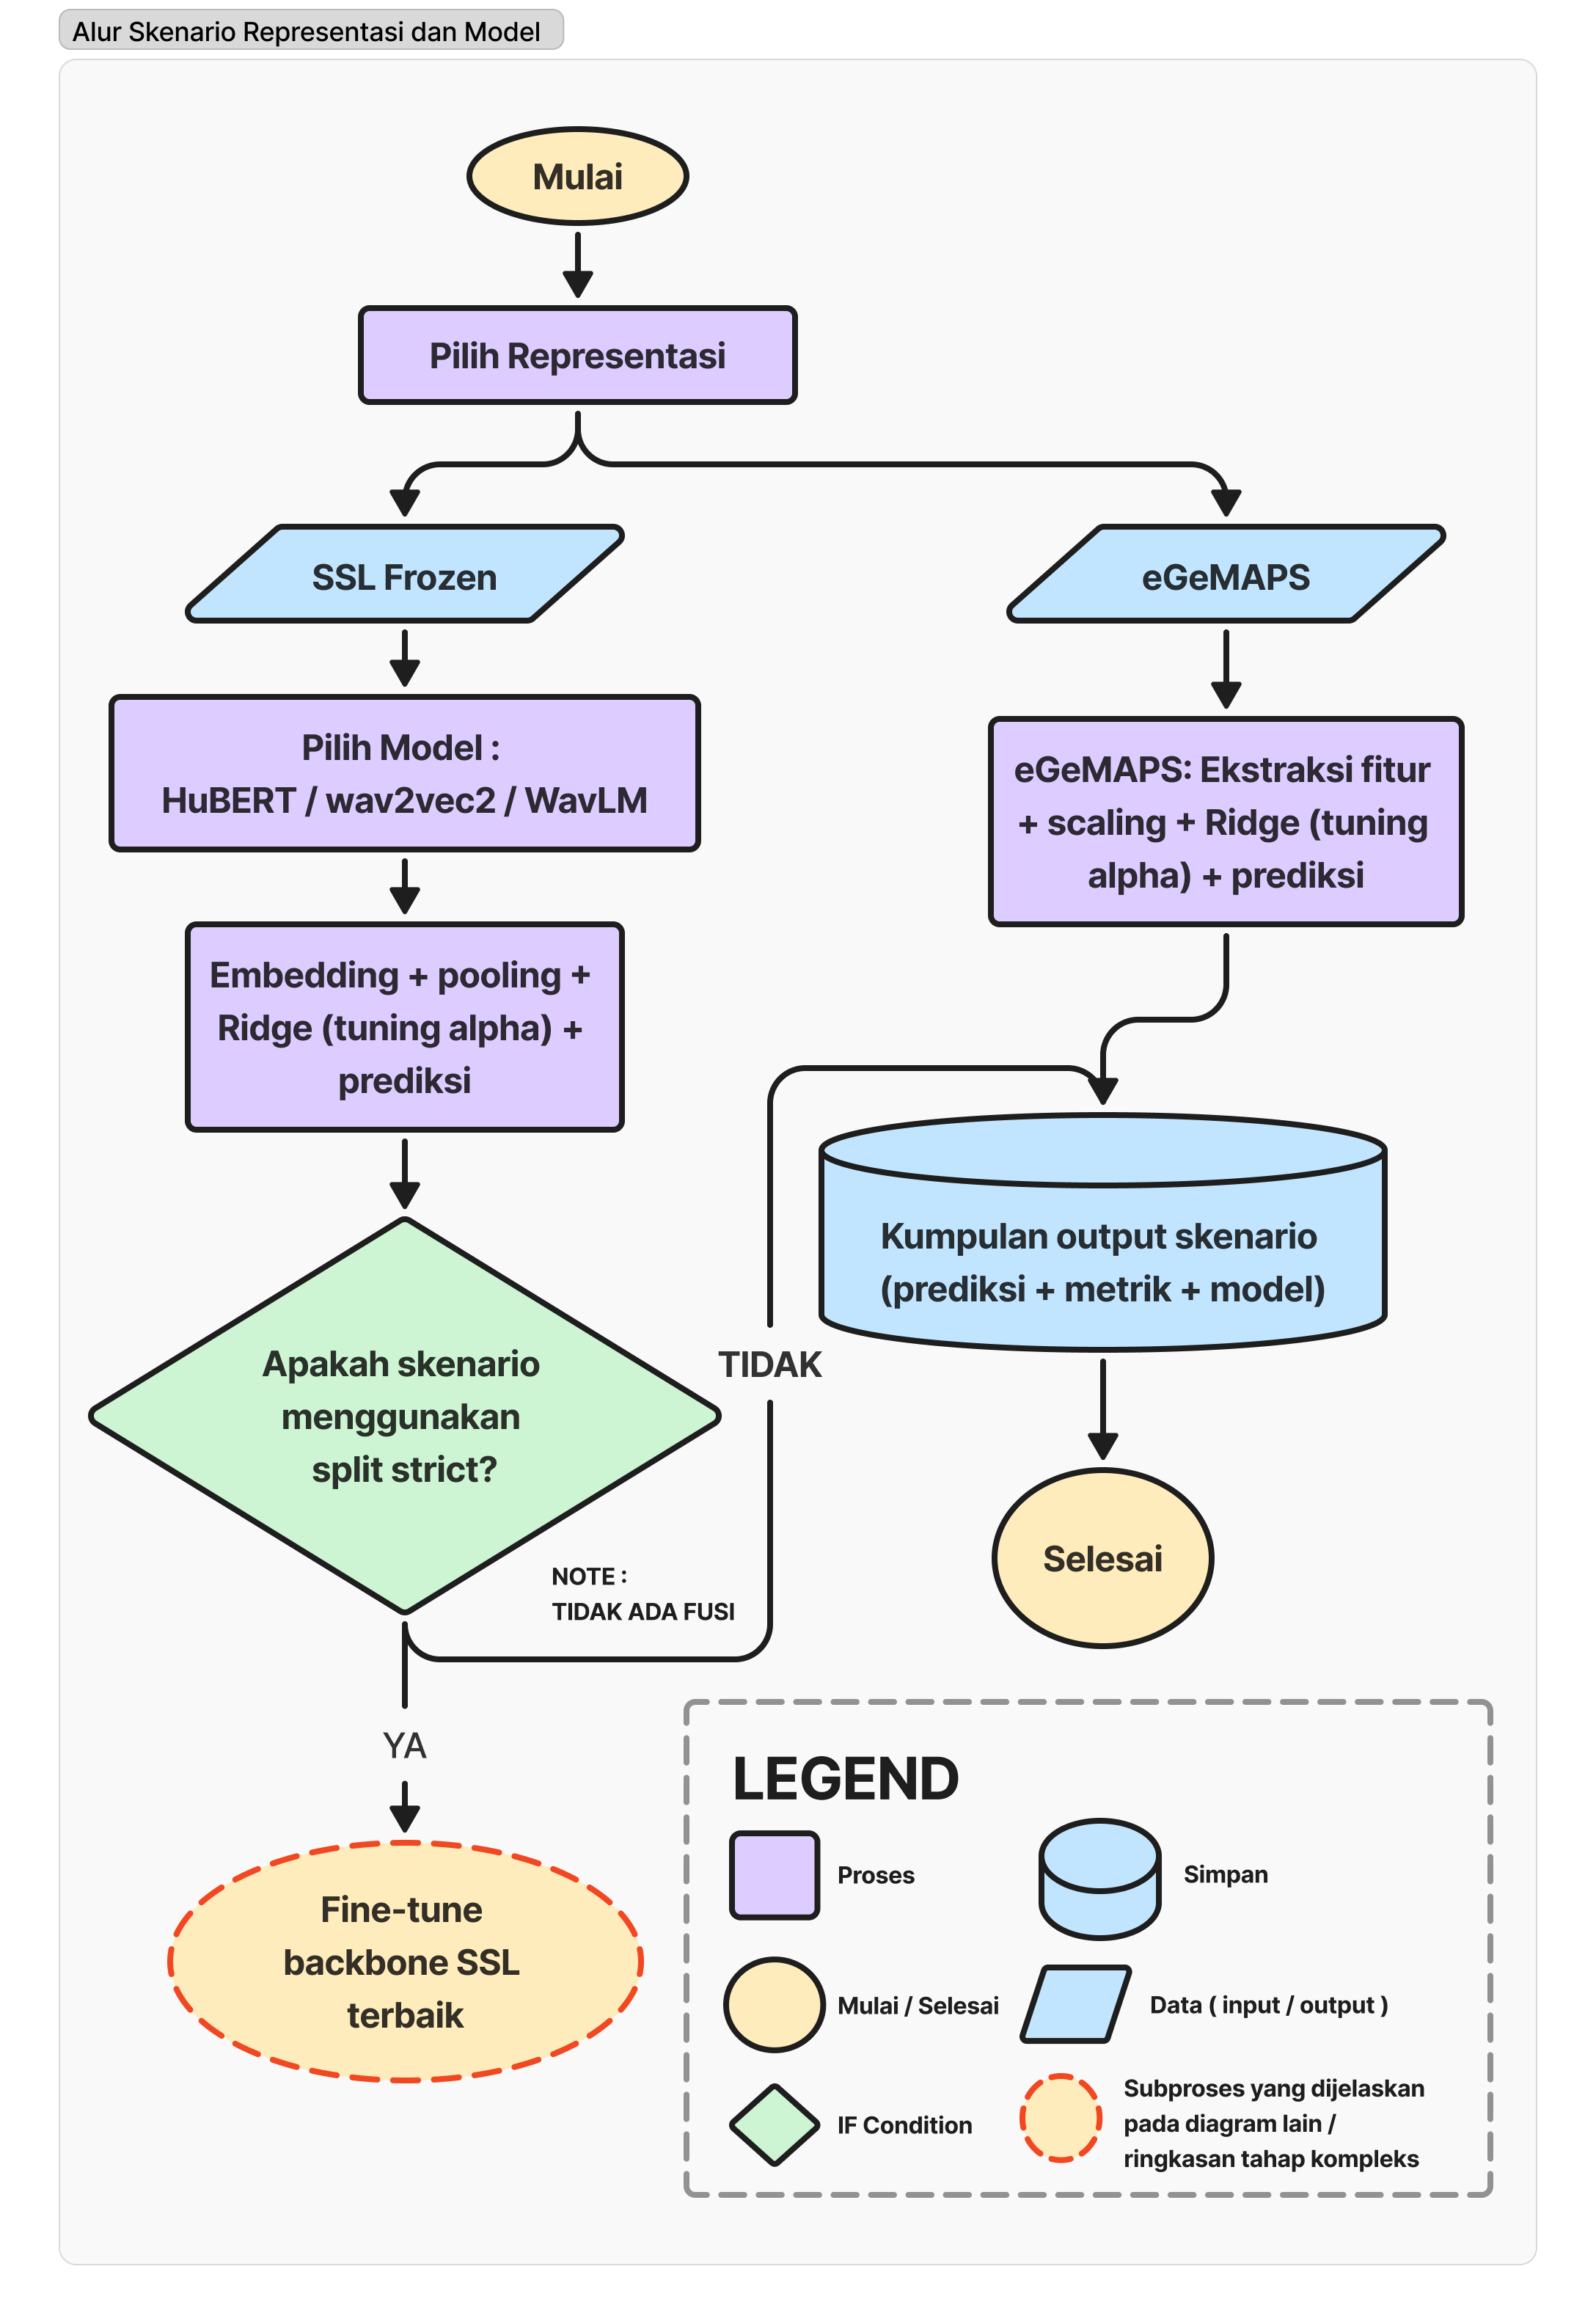 Alur Skenario Representasi dan Model
Mulai
Pilih Representasi
SSL Frozen
eGeMAPS
Pilih Model :
HuBERT / wav2vec2 / WavLM
eGeMAPS: Ekstraksi fitur
+ scaling + Ridge (tuning
alpha) + prediksi
Embedding + pooling +
Ridge (tuning alpha) +
prediksi
Kumpulan output skenario
(prediksi + metrik + model)
Apakah skenario
menggunakan
split strict?
TIDAK
NOTE :
TIDAK ADA FUSI
Selesai
YA
Fine-tune
backbone SSL
terbaik
LEGEND
Proses
Simpan
Mulai / Selesai
Data ( input / output )
IF Condition
Subproses yang dijelaskan
pada diagram lain /
ringkasan tahap kompleks